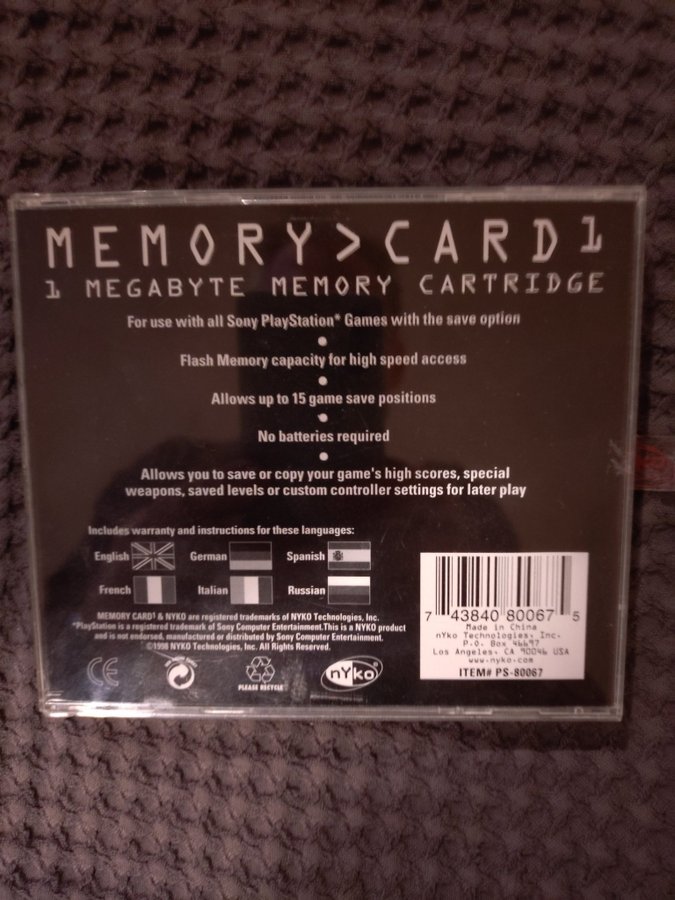 MEMORY>CARD1
1 MEGABYTE MEMORY CARTRIDGE
For use with all Sony PlayStation* Games with the save option
Flash Memory capacity for high speed access
Allows up to 15 game save positions
No batteries required
Allows you to save or copy your game's high scores, special
weapons, saved levels or custom controller settings for later play
Includes warranty and instructions for these languages:
English German Spanish
French Italian Russian
MEMORY CARD¹ & NYKO are registered trademarks of NYKO Technologies, Inc.
*PlayStation is a registered trademark of Sony Computer Entertainment.This is a NYKO product
and is not endorsed, manufactured or distributed by Sony Computer Entertainment.
©1998 NYKO Technologies, Inc. All Rights Reserved.
CE
PLEASE RECYCLE
nyko
7 43840 80067 5
Made in China
nyko Technologies, Inc.
P.O. Box 46697
Los Angeles, CA 90046 USA
www.nyko.com
ITEM# PS-80067